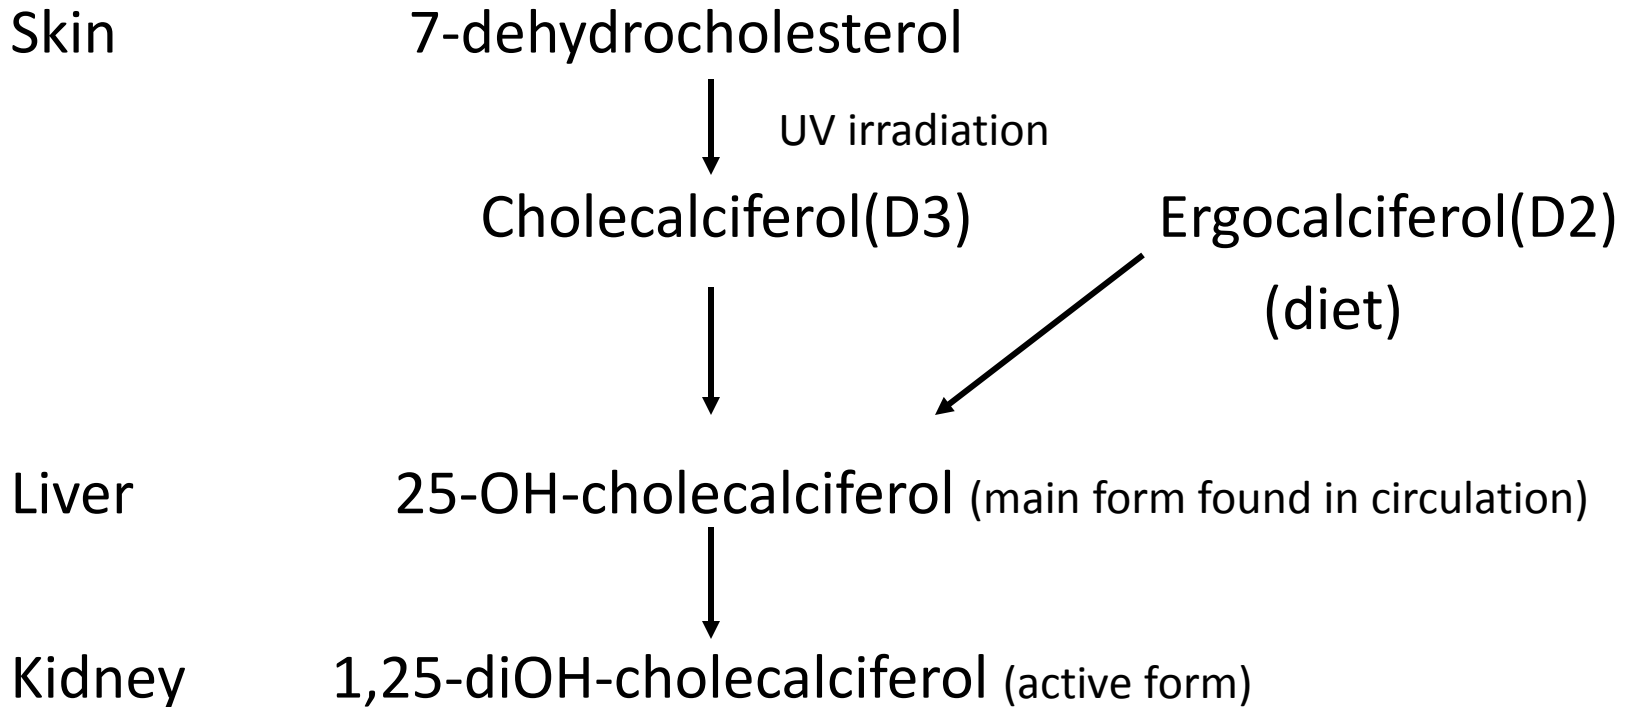 Skin 7-dehydrocholesterol
UV irradiation
Cholecalciferol(D3) Ergocalciferol(D2)
(diet)
Liver 25-OH-cholecalciferol (main form found in circulation)
Kidney 1,25-diOH-cholecalciferol (active form)